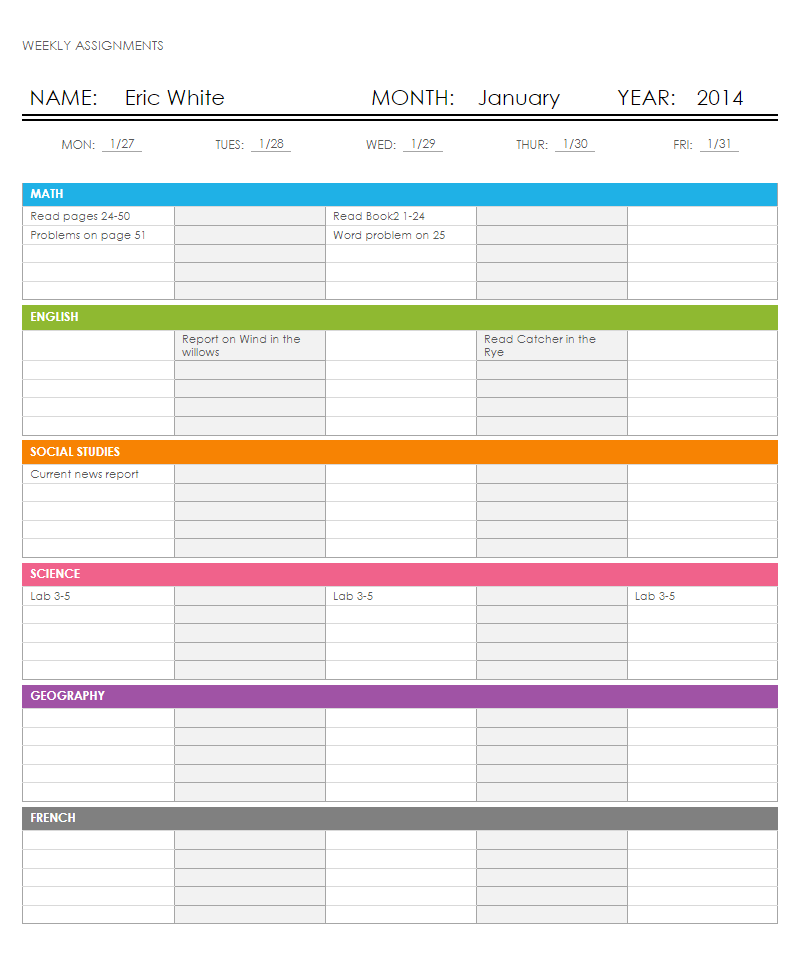 WEEKLY ASSIGNMENTS
NAME: Eric White MONTH: January YEAR: 2014
MON: 1/27 TUES: 1/28 WED: 1/29 THUR: 1/30 FRI: 1/31
MATH
Read pages 24-50 Read Book2 1-24
Problems on page 51 Word problem on 25
ENGLISH
Report on Wind in the Read Catcher in the
willows Rye
SOCIAL STUDIES
Current news report
SCIENCE
Lab 3-5 Lab 3-5 Lab 3-5
GEOGRAPHY
FRENCH